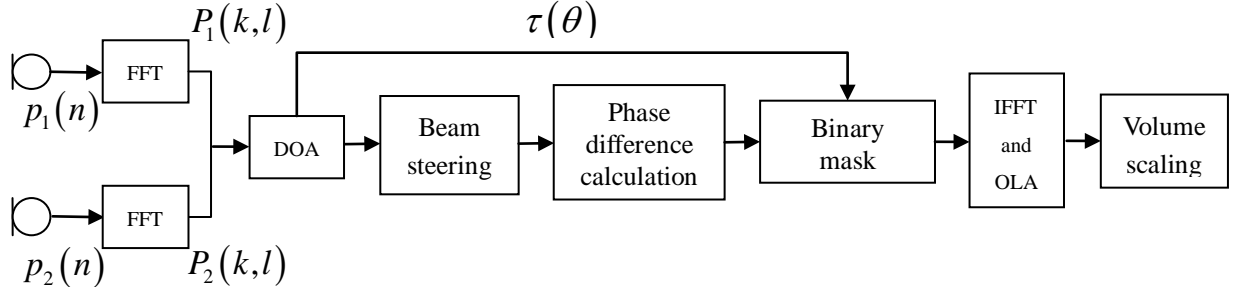 P₁(k,l)
τ(θ)
FFT
p₁(n)
DOA
Beam
steering
Phase
difference
calculation
Binary
mask
IFFT
and
OLA
Volume
scaling
FFT
p₂(n)
P₂(k,l)